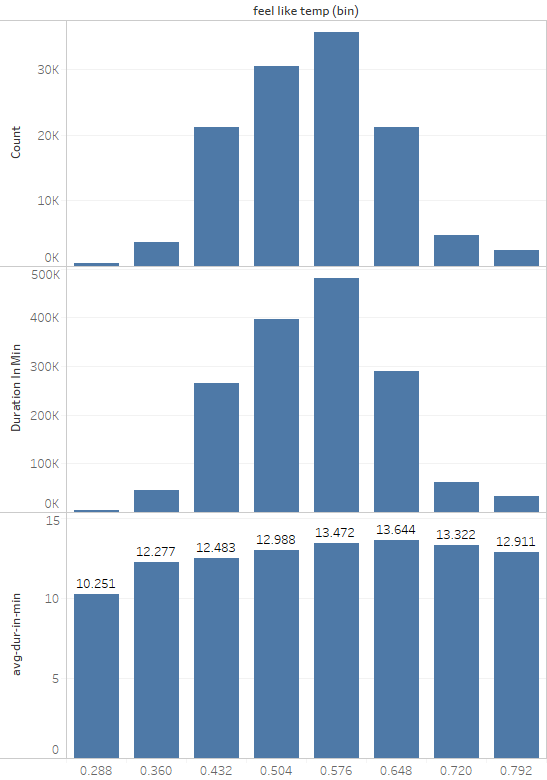 feel like temp (bin)
Count
30K
20K
10K
0K
Duration In Min
500K
400K
300K
200K
100K
0K
avg-dur-in-min
15
10
5
0
10.251 12.277 12.483 12.988 13.472 13.644 13.322 12.911
0.288 0.360 0.432 0.504 0.576 0.648 0.720 0.792